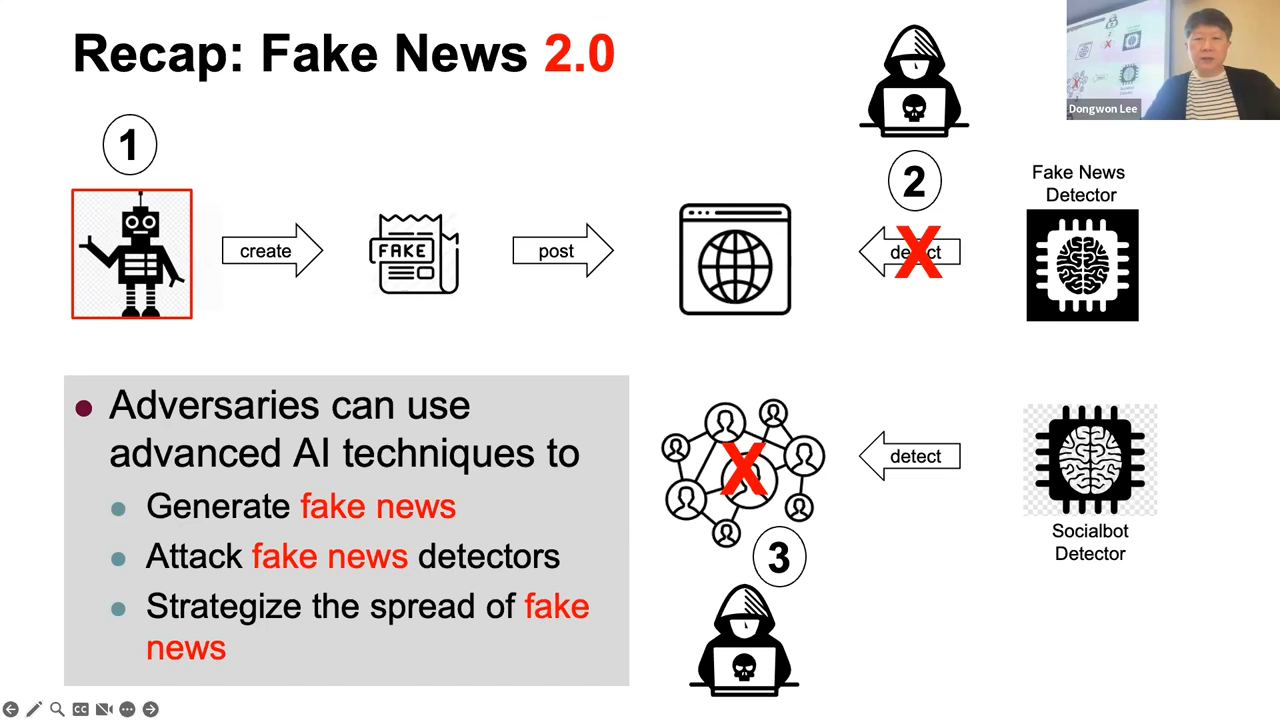 Recap: Fake News 2.0
1
create
FAKE
post
2
detect
Fake News
Detector
Dongwon Lee
Adversaries can use
advanced AI techniques to
Generate fake news
Attack fake news detectors
Strategize the spread of fake
news
X
detect
Socialbot
Detector
3
CC